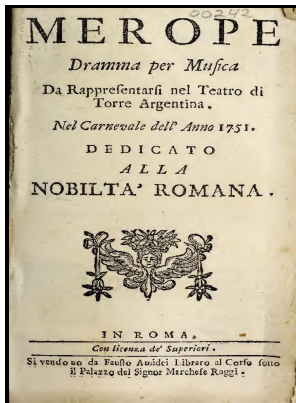 00242
MEROPE
Dramma per Musica
Da Rappresentarsi nel Teatro di
Torre Argentina.
Nel Carnevale dell' Anno 1751.
DEDICATO
ALLA
NOBILTA' ROMANA.
IN ROMA,
Con licenza de' Superiori.
Si vendono da Fausto Amidei Libraro al Corso sotto
il Palazzo del Signor Marchese Raggi.